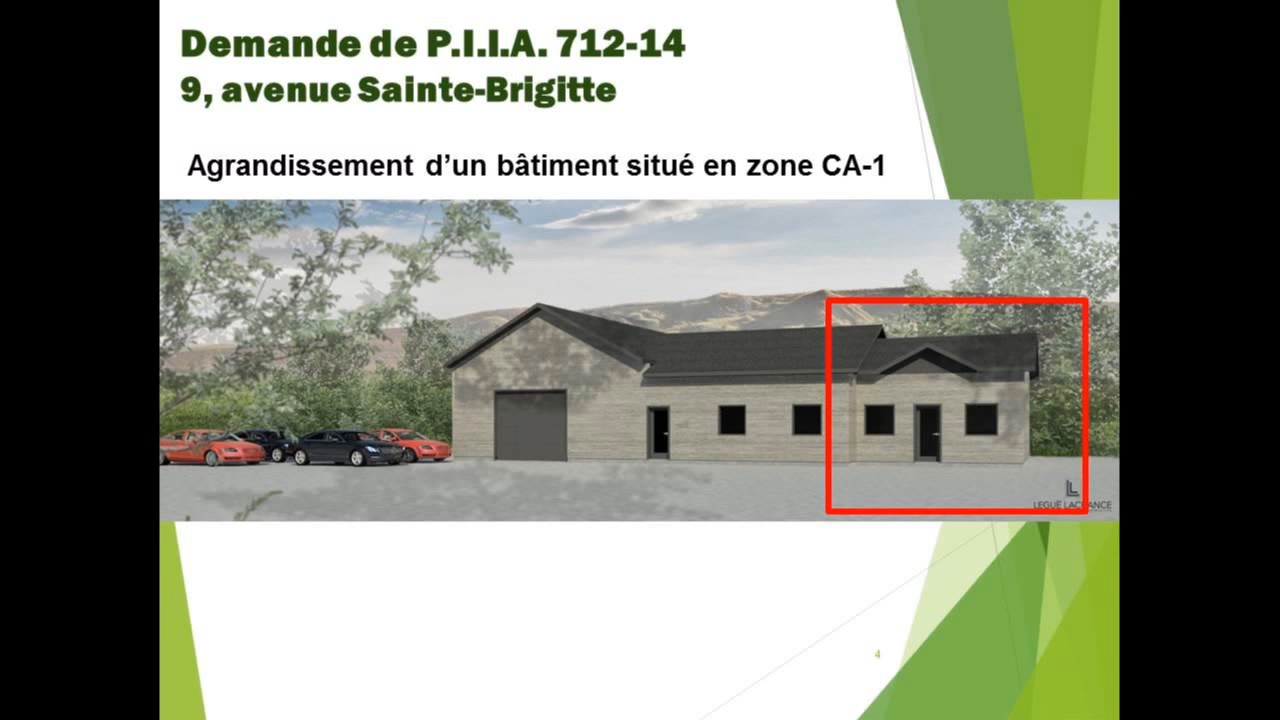 Demande de P.I.I.A. 712-14
9, avenue Sainte-Brigitte
Agrandissement d'un bâtiment situé en zone CA-1
4